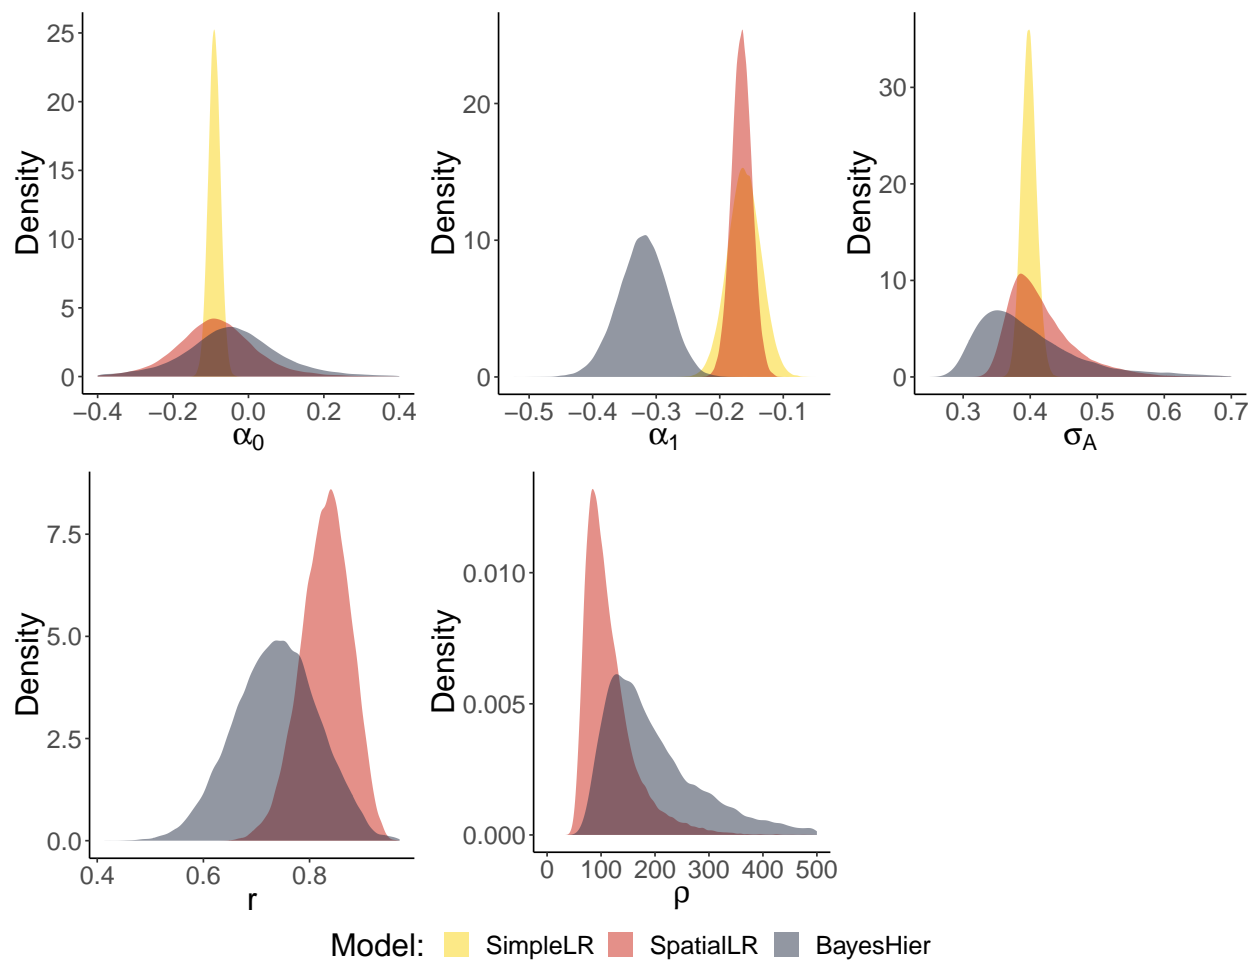 Density
25
20
15
10
5
0
−0.4 −0.2 0.0 0.2 0.4
α0
Density
20
10
0
−0.5 −0.4 −0.3 −0.2 −0.1
α1
Density
30
20
10
0
0.3 0.4 0.5 0.6 0.7
σA
Density
7.5
5.0
2.5
0.0
0.4 0.6 0.8
r
Density
0.010
0.005
0.000
0 100 200 300 400 500
ρ
Model: SimpleLR SpatialLR BayesHier